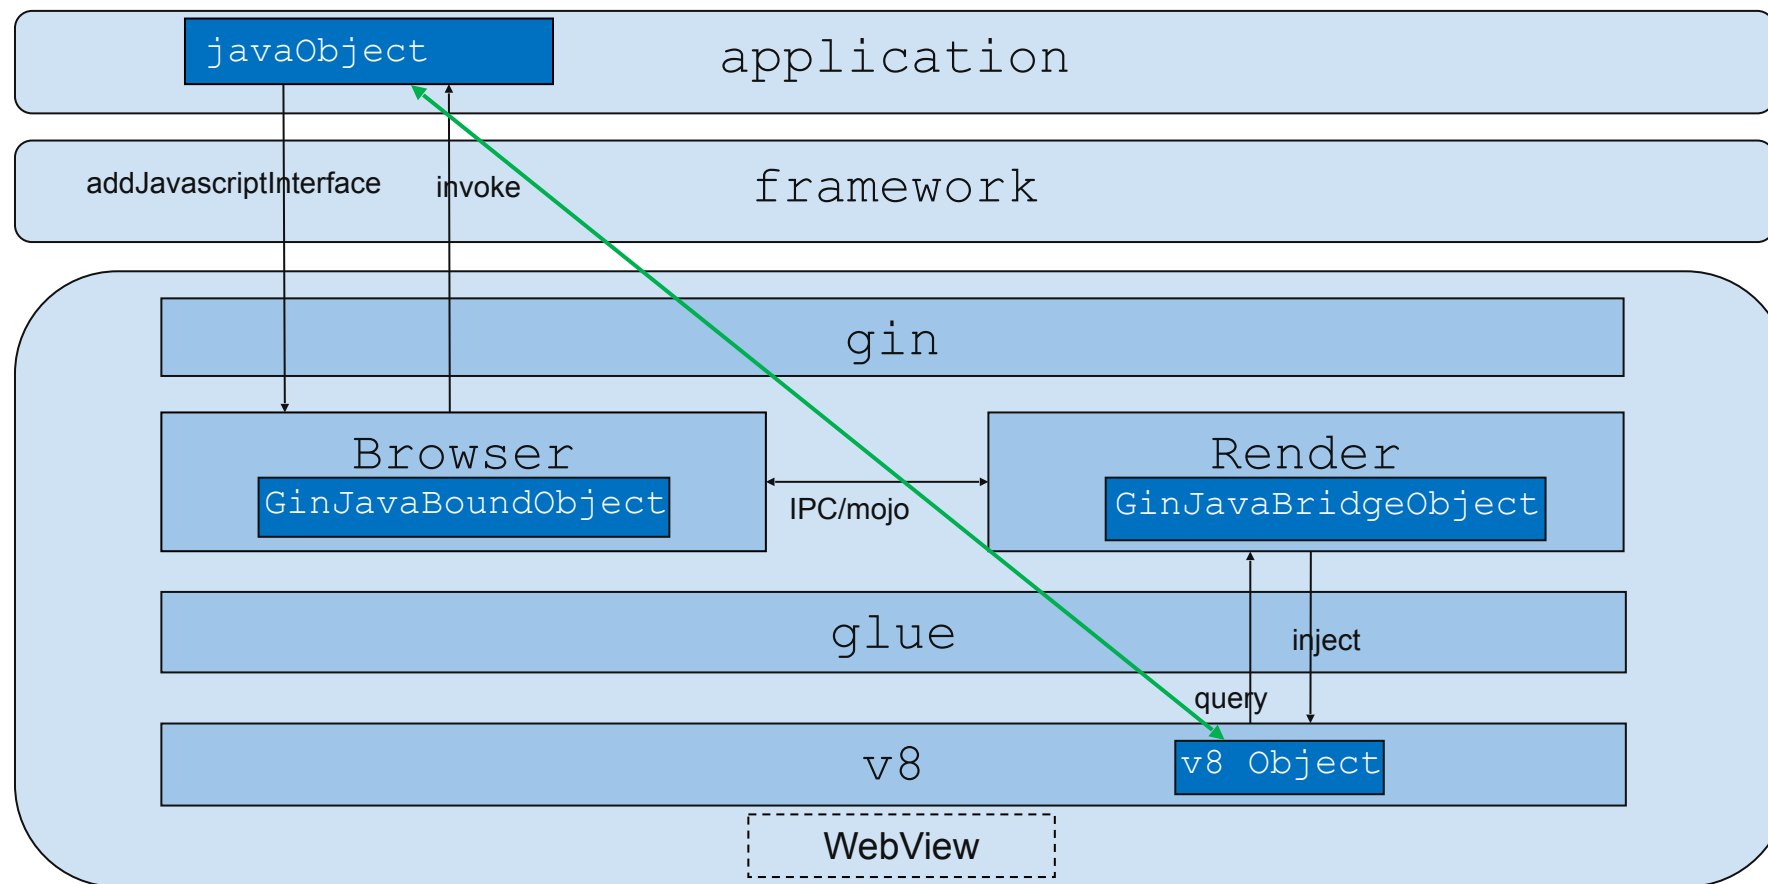 javaObject
application
addJavascriptInterface
invoke
framework
gin
Browser
GinJavaBoundObject
IPC/mojo
Render
GinJavaBridgeObject
glue
inject
query
v8
v8 Object
WebView